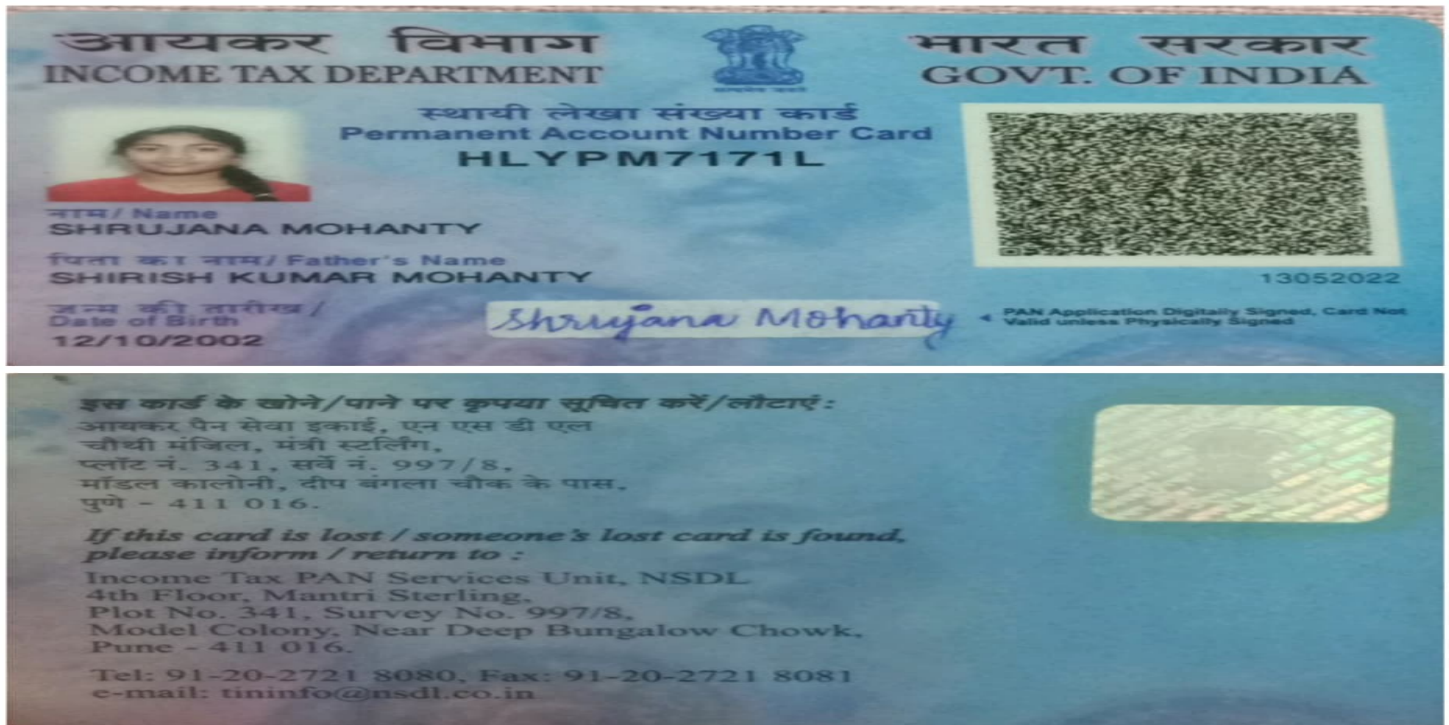 आयकर विभाग
INCOME TAX DEPARTMENT
सत्यमेव जयते
भारत सरकार
GOVT. OF INDIA
स्थायी लेखा संख्या कार्ड
Permanent Account Number Card
HLYPM7171L
नाम / Name
SHRUJANA MOHANTY
पिता का नाम / Father's Name
SHIRISH KUMAR MOHANTY
जन्म की तारीख /
Date of Birth
12/10/2002
Shrujana Mohanty
13052022
PAN Application Digitally Signed, Card Not
Valid unless Physically Signed
इस कार्ड के खोने/पाने पर कृपया सूचित करें/लौटाएं :
आयकर पैन सेवा इकाई, एन एस डी एल
चौथी मंजिल, मंत्री स्टर्लिंग,
प्लॉट नं. 341, सर्वे नं. 997/8,
मॉडल कालोनी, दीप बंगला चौक के पास,
पुणे - 411 016.
If this card is lost / someone's lost card is found,
please inform / return to :
Income Tax PAN Services Unit, NSDL
4th Floor, Mantri Sterling,
Plot No. 341, Survey No. 997/8,
Model Colony, Near Deep Bungalow Chowk,
Pune - 411 016.
Tel: 91-20-2721 8080, Fax: 91-20-2721 8081
e-mail: tininfo@nsdl.co.in